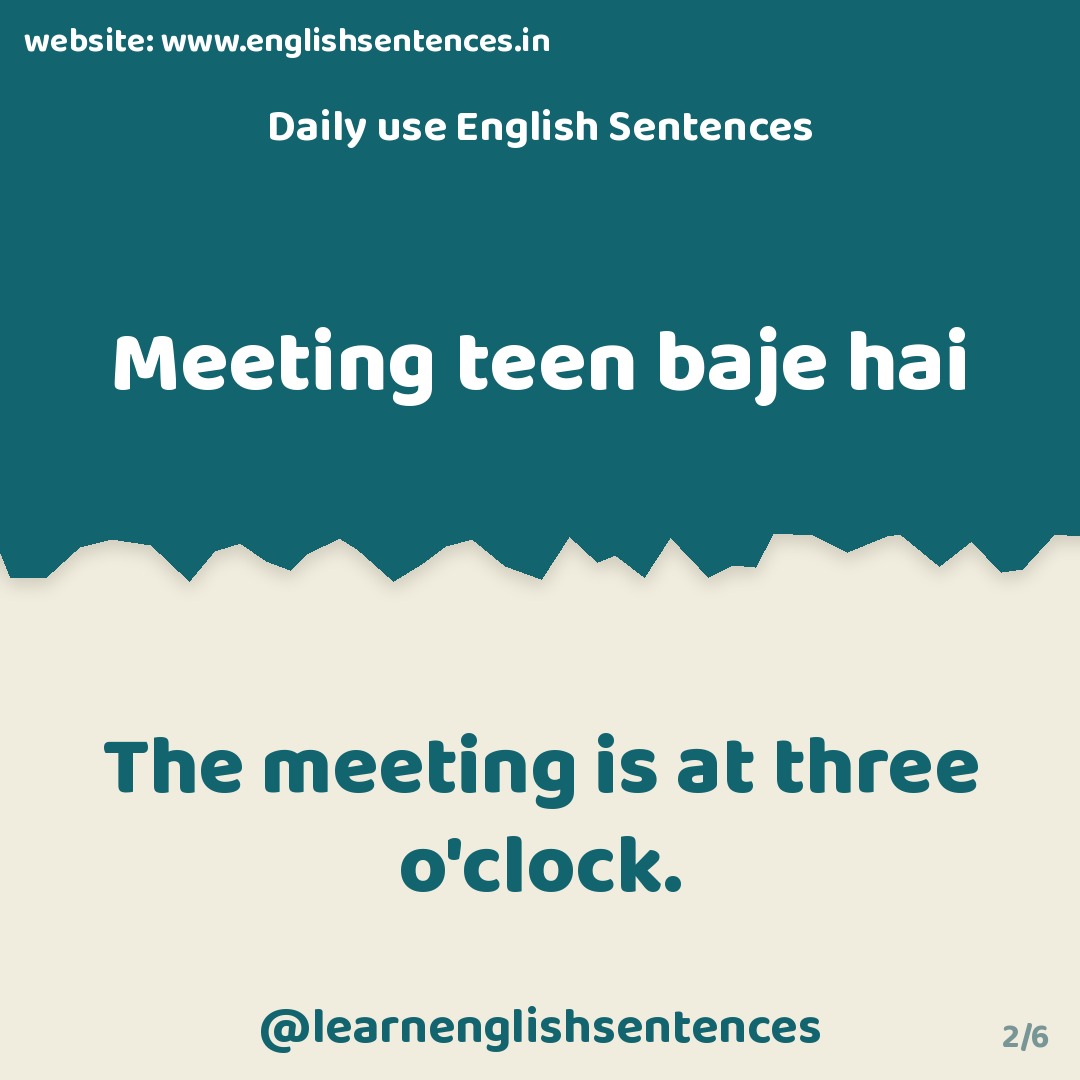 website: www.englishsentences.in
Daily use English Sentences
Meeting teen baje hai
The meeting is at three
o'clock.
@learnenglishsentences
2/6